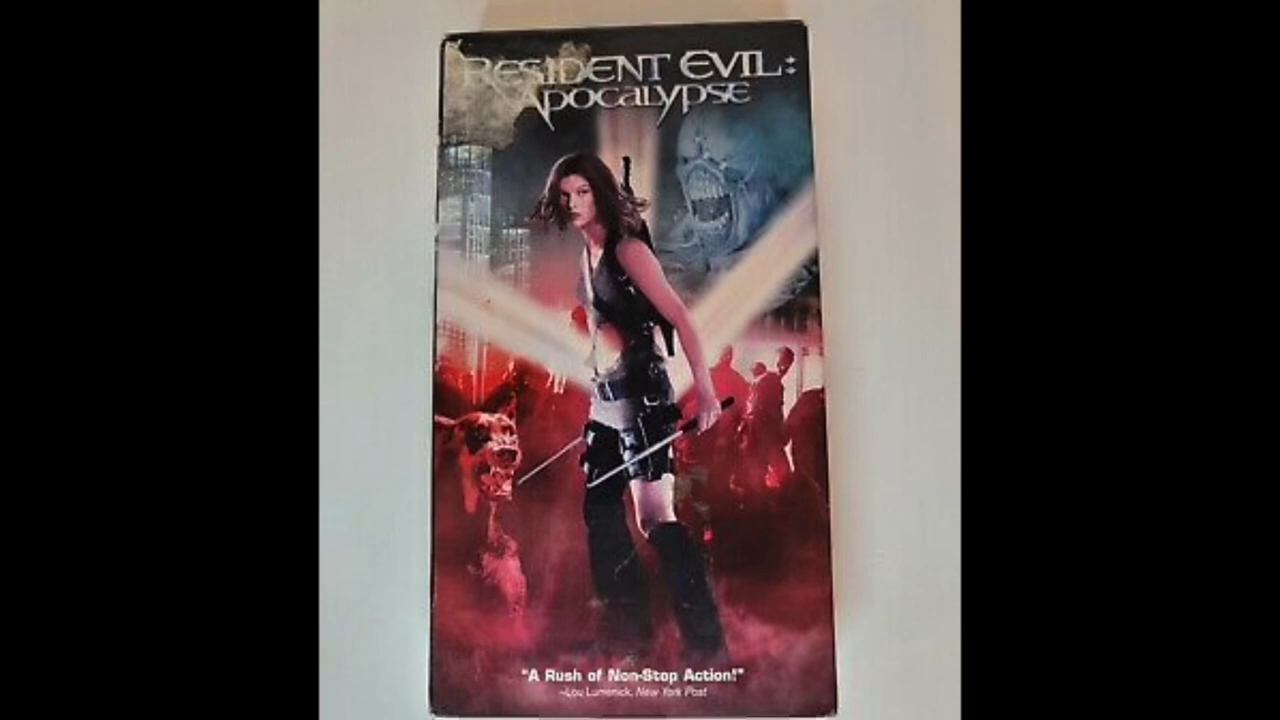 RESIDENT EVIL:
Apocalypse
"A Rush of Non-Stop Action!"
–Lou Lumenick, New York Post